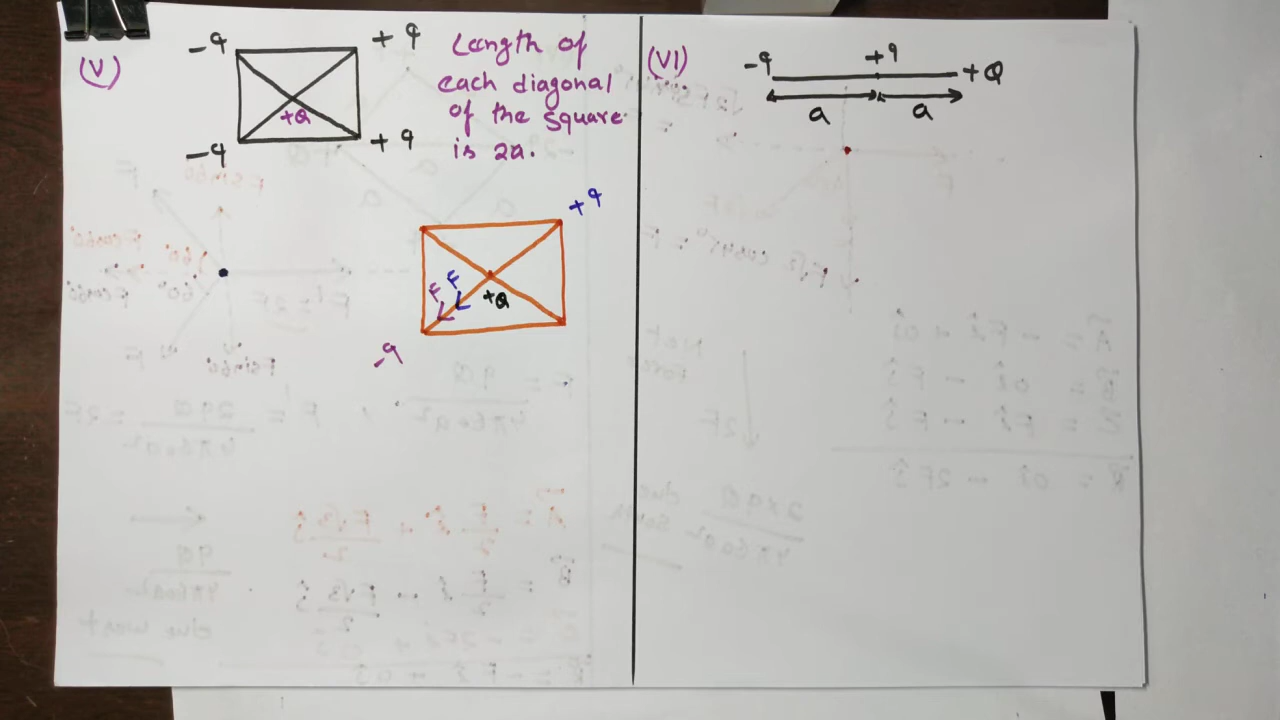 (V)
-q
+q
+Q
-q
+q
Length of
each diagonal
of the square
is 2a.
+q
F
F
+Q
-q
(VI)
-q
+q
+Q
a
a